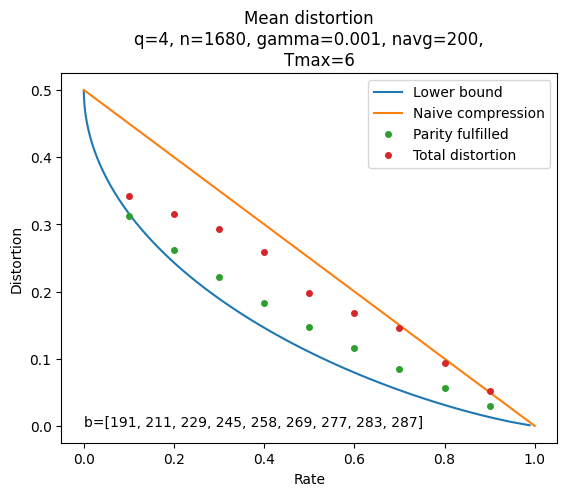 Mean distortion
q=4, n=1680, gamma=0.001, navg=200,
Tmax=6
Lower bound
Naive compression
Parity fulfilled
Total distortion
0.5
0.4
0.3
0.2
0.1
0.0
Distortion
b=[191, 211, 229, 245, 258, 269, 277, 283, 287]
0.0 0.2 0.4 0.6 0.8 1.0
Rate